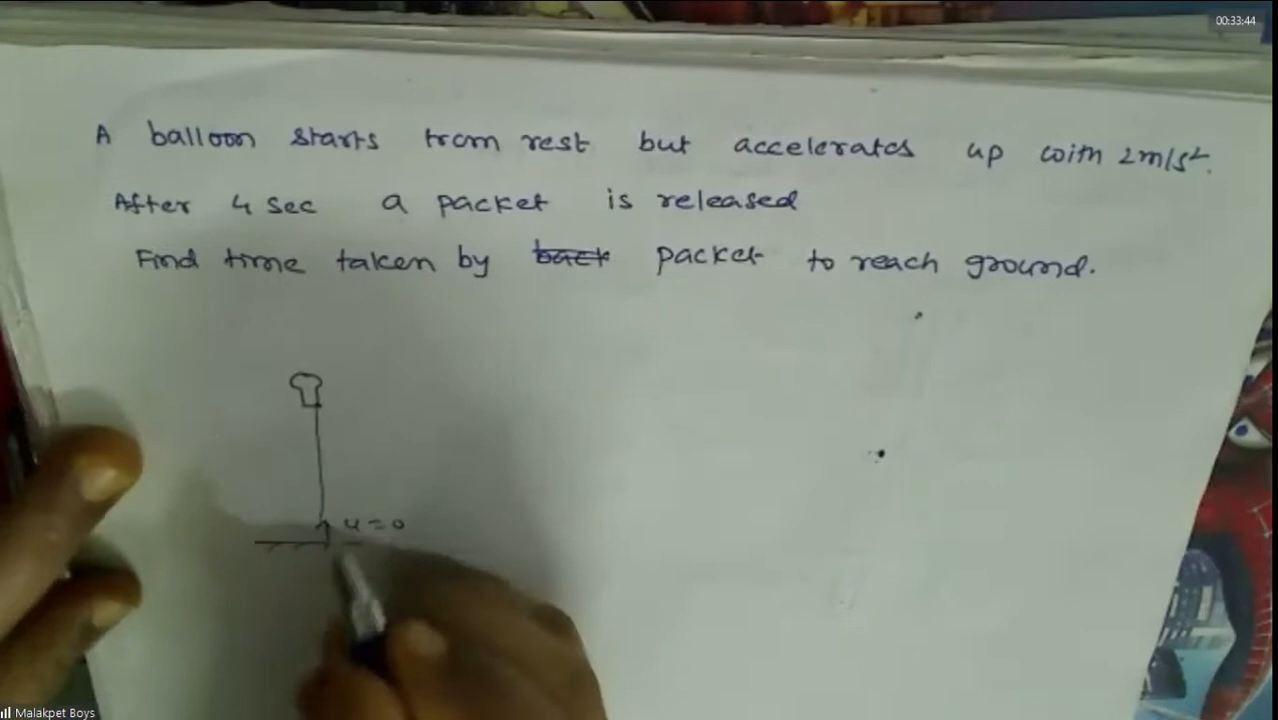 00:33:44
A balloon starts from rest but accelerates up with 2m/s².
After 4 sec a packet is released
Find time taken by back packet to reach ground.
u=0
Malakpet Boys